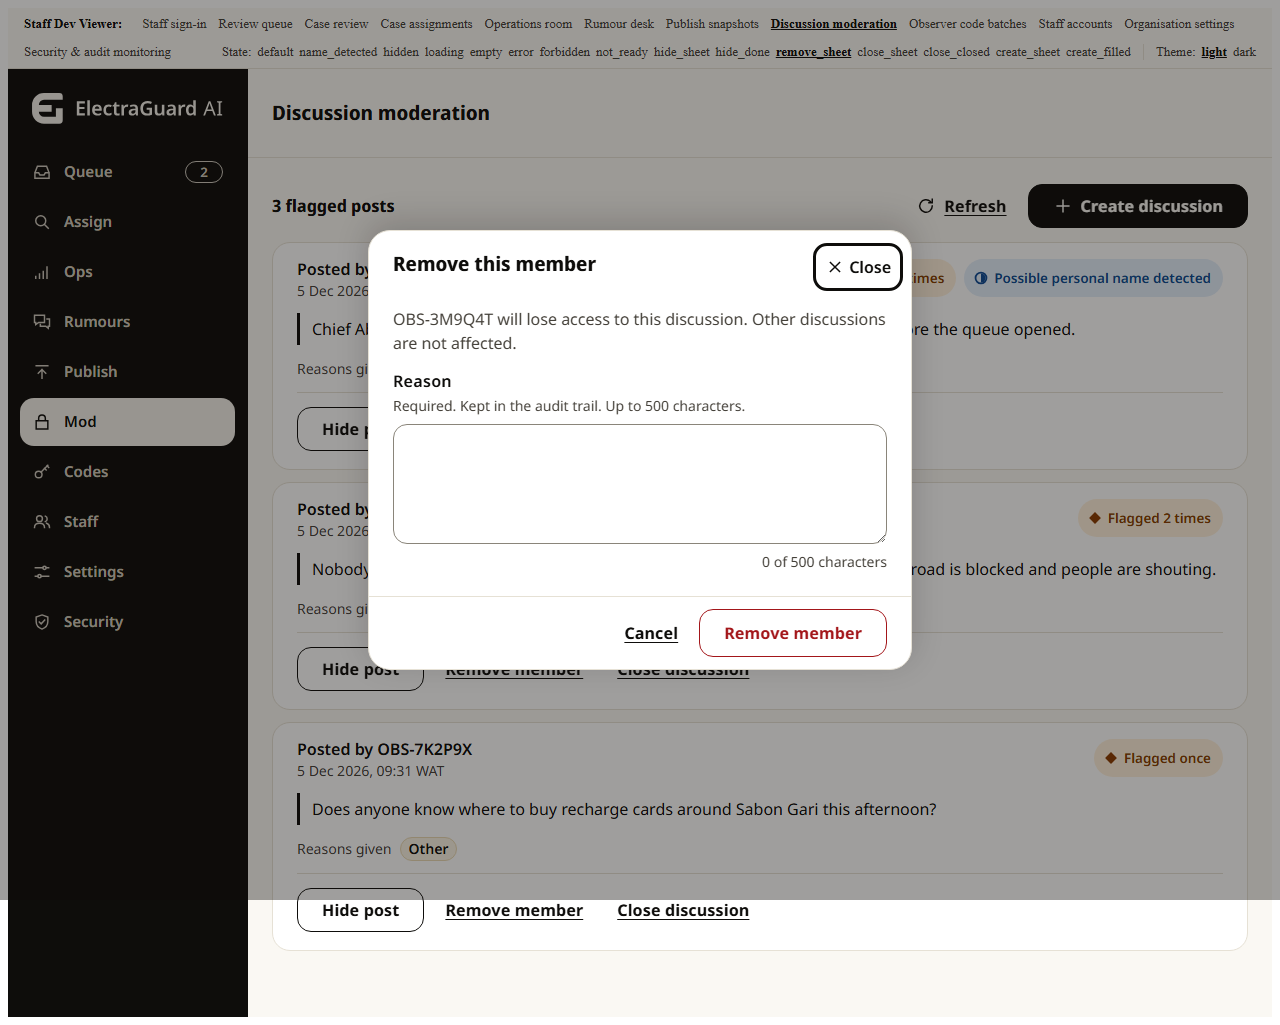 Staff Dev Viewer: Staff sign-in Review queue Case review Case assignments Operations room Rumour desk Publish snapshots Discussion moderation Observer code batches Staff accounts Organisation settings
Security & audit monitoring State: default name_detected hidden loading empty error forbidden not_ready hide_sheet hide_done remove_sheet close_sheet close_closed create_sheet create_filled Theme: light dark
ElectraGuard AI
Queue 2
Assign
Ops
Rumours
Publish
Mod
Codes
Staff
Settings
Security
Discussion moderation
3 flagged posts Refresh Create discussion
Posted by
5 Dec 2026
times Possible personal name detected
Chief
the queue opened.
Reasons
Hide
Remove this member Close
OBS-3M9Q4T will lose access to this discussion. Other discussions
are not affected.
Reason
Required. Kept in the audit trail. Up to 500 characters.
0 of 500 characters
Cancel Remove member
Posted by
5 Dec 2026
Flagged 2 times
Nobody
road is blocked and people are shouting.
Reasons
Hide post Remove member Close discussion
Posted by OBS-7K2P9X
5 Dec 2026, 09:31 WAT
Flagged once
Does anyone know where to buy recharge cards around Sabon Gari this afternoon?
Reasons given Other
Hide post Remove member Close discussion